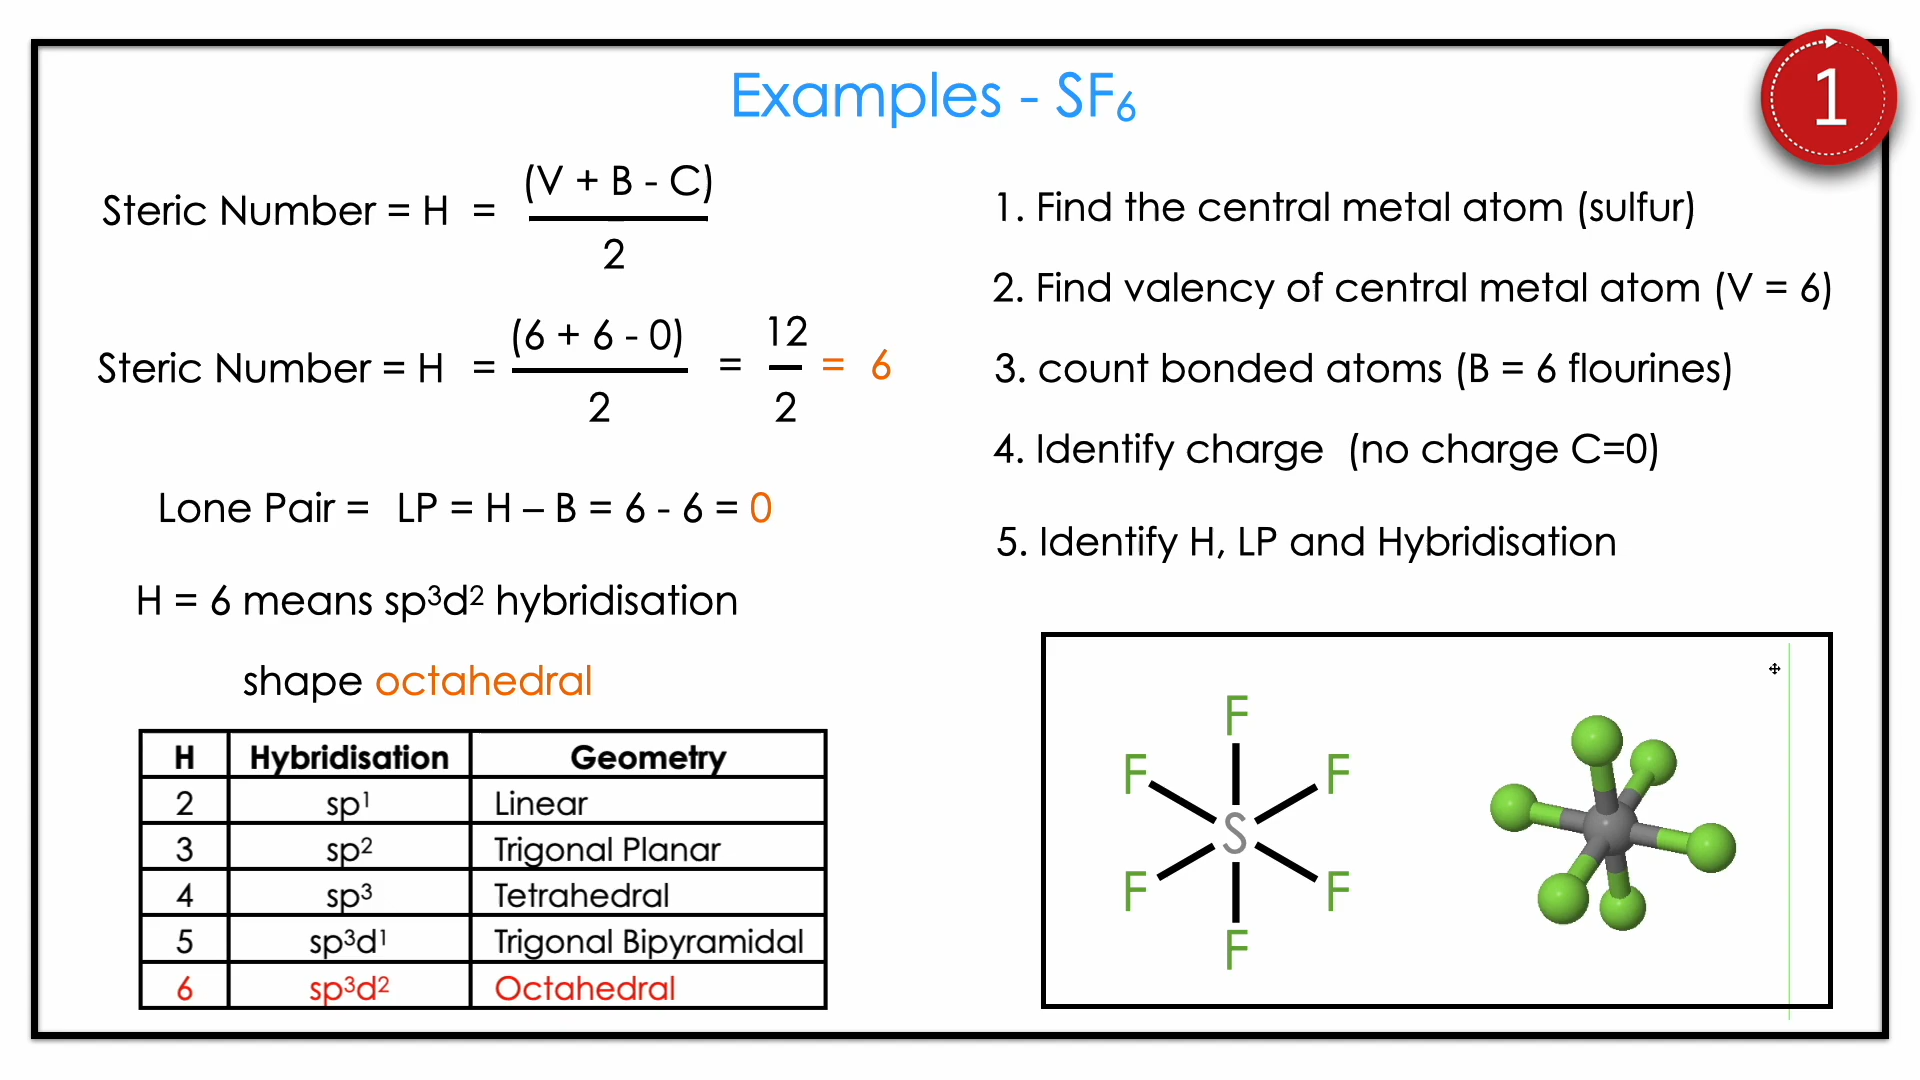 Examples - SF₆
1
Steric Number = H = (V + B - C)
2
Steric Number = H = (6 + 6 - 0) = 12 = 6
2 2
Lone Pair = LP = H – B = 6 - 6 = 0
H = 6 means sp³d² hybridisation
shape octahedral
H Hybridisation Geometry
2 sp¹ Linear
3 sp² Trigonal Planar
4 sp³ Tetrahedral
5 sp³d¹ Trigonal Bipyramidal
6 sp³d² Octahedral
1. Find the central metal atom (sulfur)
2. Find valency of central metal atom (V = 6)
3. count bonded atoms (B = 6 flourines)
4. Identify charge (no charge C=0)
5. Identify H, LP and Hybridisation
F
F F
S
F F
F